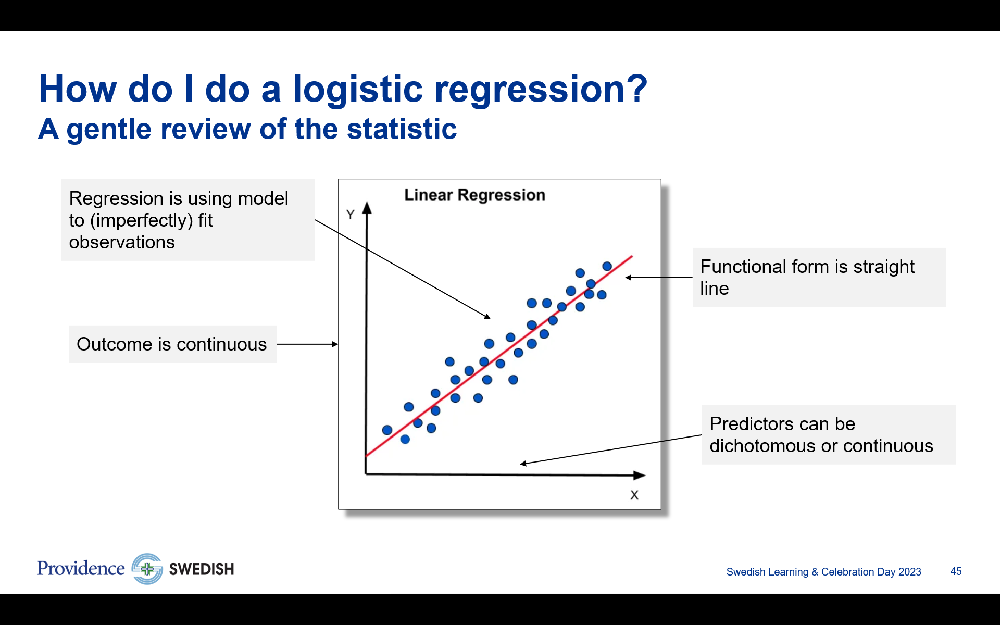 How do I do a logistic regression?
A gentle review of the statistic
Regression is using model
to (imperfectly) fit
observations
Outcome is continuous
Linear Regression
Y
X
Functional form is straight
line
Predictors can be
dichotomous or continuous
Providence SWEDISH
Swedish Learning & Celebration Day 2023
45